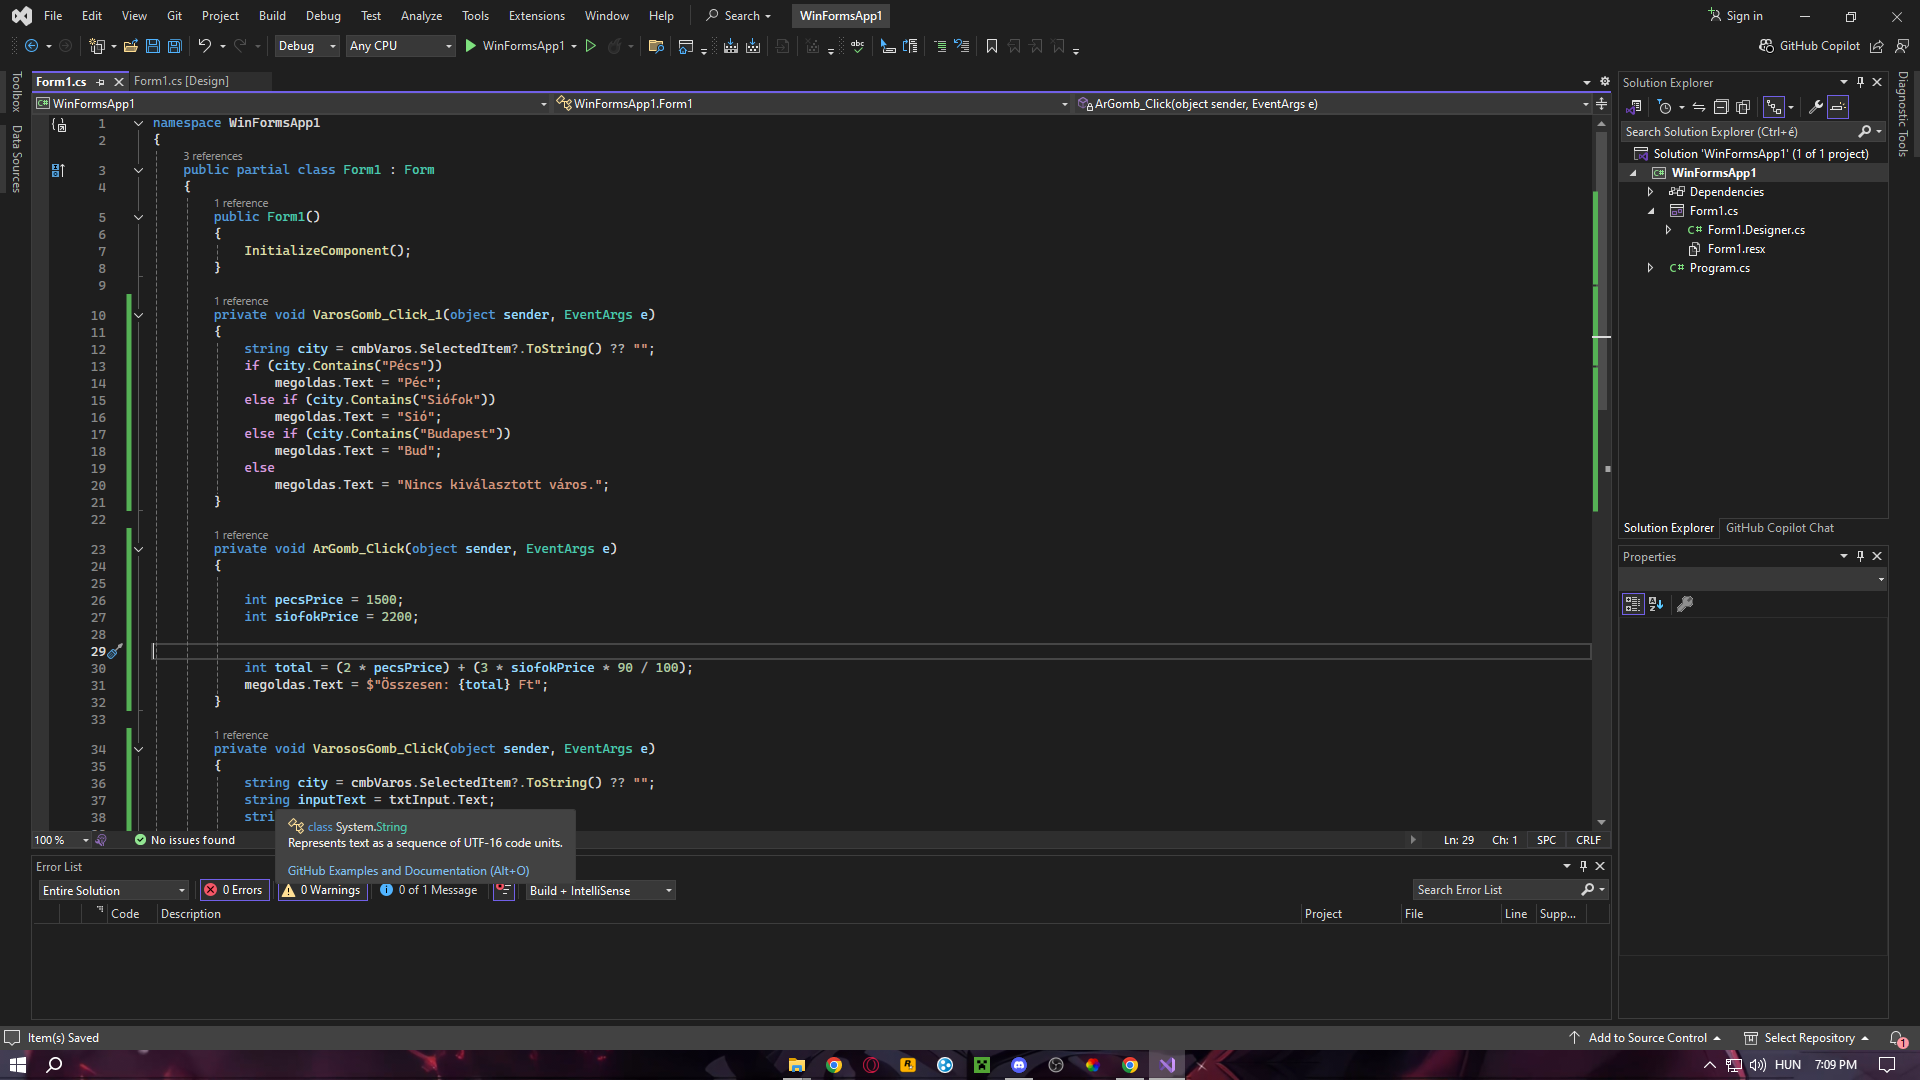 File Edit View Git Project Build Debug Test Analyze Tools Extensions Window Help Search WinFormsApp1 Sign in
Debug Any CPU WinFormsApp1 GitHub Copilot
Form1.cs Form1.cs [Design]
Toolbox
Data Sources
WinFormsApp1 WinFormsApp1.Form1 ArGomb_Click(object sender, EventArgs e)
1 namespace WinFormsApp1
2 {
3 references
3 public partial class Form1 : Form
4 {
1 reference
5 public Form1()
6 {
7 InitializeComponent();
8 }
9
1 reference
10 private void VarosGomb_Click_1(object sender, EventArgs e)
11 {
12 string city = cmbVaros.SelectedItem?.ToString() ?? "";
13 if (city.Contains("Pécs"))
14 megoldas.Text = "Péc";
15 else if (city.Contains("Siófok"))
16 megoldas.Text = "Sió";
17 else if (city.Contains("Budapest"))
18 megoldas.Text = "Bud";
19 else
20 megoldas.Text = "Nincs kiválasztott város.";
21 }
22
1 reference
23 private void ArGomb_Click(object sender, EventArgs e)
24 {
25
26 int pecsPrice = 1500;
27 int siofokPrice = 2200;
28
29
30 int total = (2 * pecsPrice) + (3 * siofokPrice * 90 / 100);
31 megoldas.Text = $"Összesen: {total} Ft";
32 }
33
1 reference
34 private void VarososGomb_Click(object sender, EventArgs e)
35 {
36 string city = cmbVaros.SelectedItem?.ToString() ?? "";
37 string inputText = txtInput.Text;
38 stri
class System.String
Represents text as a sequence of UTF-16 code units.
GitHub Examples and Documentation (Alt+O)
100 % No issues found Ln: 29 Ch: 1 SPC CRLF
Error List
Entire Solution 0 Errors 0 Warnings 0 of 1 Message Build + IntelliSense Search Error List
Code Description Project File Line Supp...
Solution Explorer
Search Solution Explorer (Ctrl+é)
Solution 'WinFormsApp1' (1 of 1 project)
WinFormsApp1
Dependencies
Form1.cs
C# Form1.Designer.cs
Form1.resx
C# Program.cs
Solution Explorer GitHub Copilot Chat
Properties
Diagnostic Tools
Item(s) Saved Add to Source Control Select Repository 1
HUN 7:09 PM